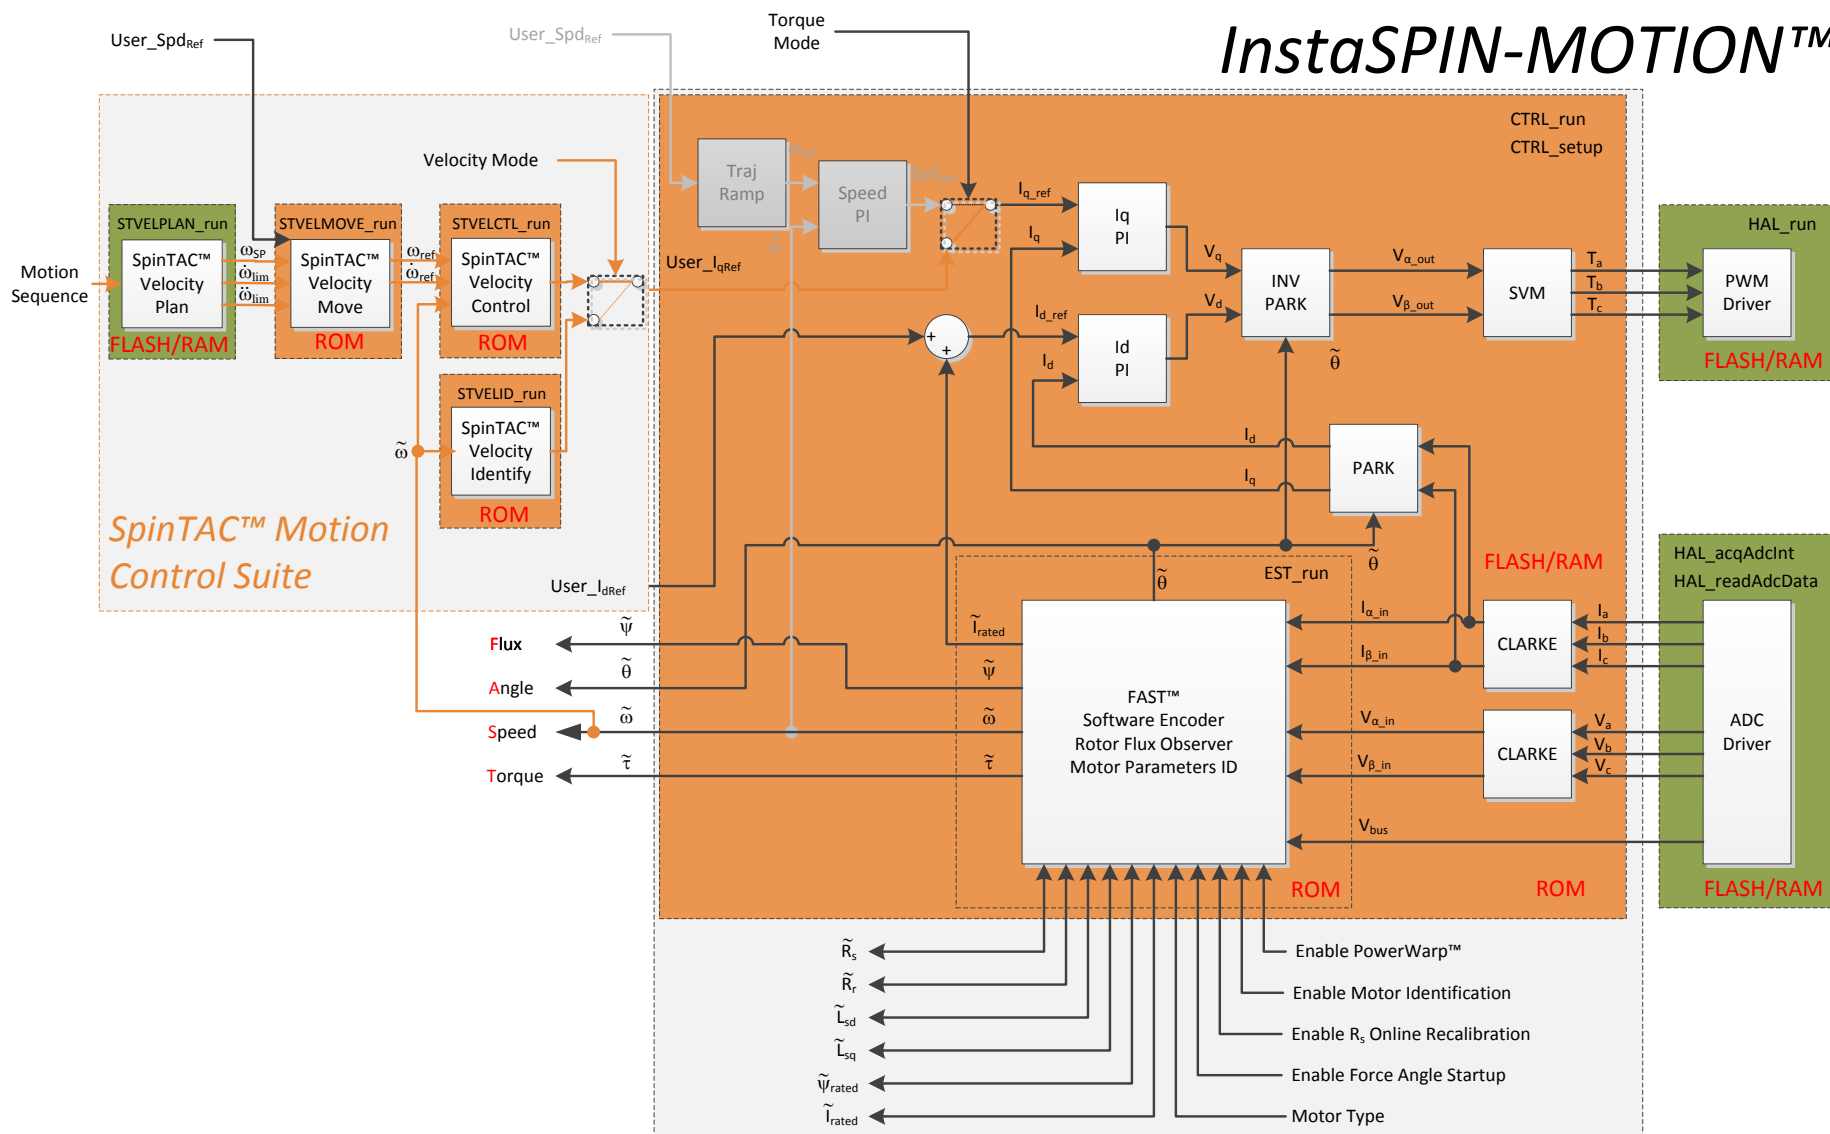 InstaSPIN-MOTION™
User_SpdRef
User_SpdRef
Torque
Mode
CTRL_run
CTRL_setup
Velocity Mode
Traj
Ramp
Speed
PI
Iq_ref
Iq
Iq
PI
STVELPLAN_run
STVELMOVE_run
STVELCTL_run
HAL_run
Motion
Sequence
SpinTAC™
Velocity
Plan
ωSP
ω̇lim
ω̈lim
SpinTAC™
Velocity
Move
ωref
ω̇ref
SpinTAC™
Velocity
Control
FLASH/RAM
ROM
ROM
User_IqRef
Vq
Vd
INV
PARK
Vα_out
Vβ_out
SVM
Ta
Tb
Tc
PWM
Driver
FLASH/RAM
+
+
Id_ref
Id
Id
PI
θ̃
STVELID_run
SpinTAC™
Velocity
Identify
ROM
ω̃
Id
Iq
PARK
θ̃
SpinTAC™ Motion
Control Suite
User_IdRef
EST_run
θ̃
FLASH/RAM
HAL_acqAdcInt
HAL_readAdcData
Flux
ψ̃
Angle
θ̃
Speed
ω̃
Torque
τ̃
Ĩrated
ψ̃
ω̃
τ̃
FAST™
Software Encoder
Rotor Flux Observer
Motor Parameters ID
Iα_in
Iβ_in
Vα_in
Vβ_in
Vbus
CLARKE
CLARKE
Ia
Ib
Ic
Va
Vb
Vc
ADC
Driver
ROM
ROM
FLASH/RAM
R̃s
R̃r
L̃sd
L̃sq
ψ̃rated
Ĩrated
Enable PowerWarp™
Enable Motor Identification
Enable Rs Online Recalibration
Enable Force Angle Startup
Motor Type